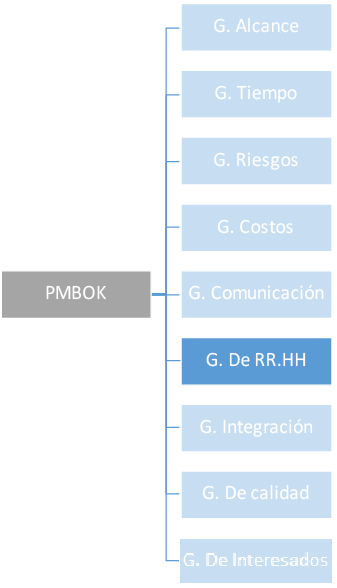 G. Alcance
G. Tiempo
G. Riesgos
G. Costos
PMBOK
G. Comunicación
G. De RR.HH
G. Integración
G. De calidad
G. De Interesados